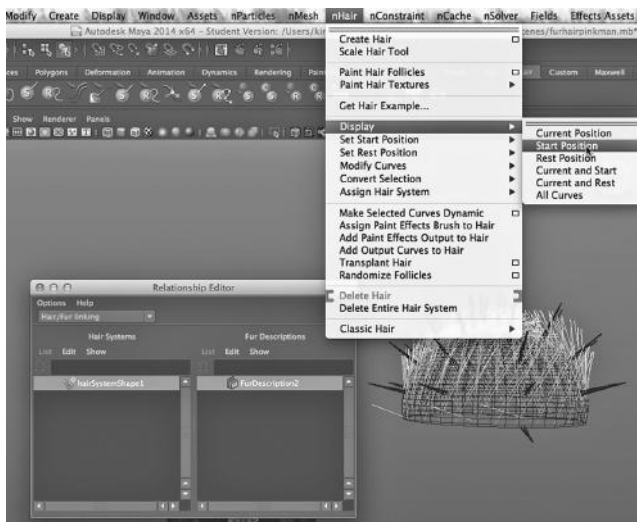 Modify Create Display Window Assets nParticles nMesh nHair nConstraint nCache nSolver Fields Effects Assets
Autodesk Maya 2014 x64 - Student Version: /Users/ki
enes/furhairpinkman.mb*
Polygons Deformation Animation Dynamics Rendering Custom Maxwell
Show Renderer Panels
Create Hair
Scale Hair Tool
Paint Hair Follicles
Paint Hair Textures
Get Hair Example...
Display
Set Start Position
Set Rest Position
Modify Curves
Convert Selection
Assign Hair System
Make Selected Curves Dynamic
Assign Paint Effects Brush to Hair
Add Paint Effects Output to Hair
Add Output Curves to Hair
Transplant Hair
Randomize Follicles
Delete Hair
Delete Entire Hair System
Classic Hair
Current Position
Start Position
Rest Position
Current and Start
Current and Rest
All Curves
Relationship Editor
Options Help
Hair/Fur linking
Hair Systems Fur Descriptions
List Edit Show List Edit Show
hairSystemShape1 FurDescription2